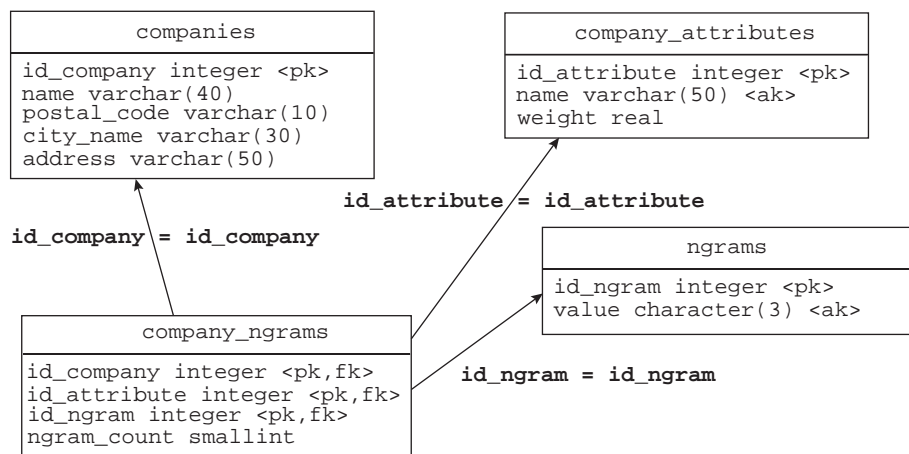 companies
id_company integer <pk>
name varchar(40)
postal_code varchar(10)
city_name varchar(30)
address varchar(50)
company_attributes
id_attribute integer <pk>
name varchar(50) <ak>
weight real
id_attribute = id_attribute
id_company = id_company
ngrams
id_ngram integer <pk>
value character(3) <ak>
company_ngrams
id_company integer <pk,fk>
id_attribute integer <pk,fk>
id_ngram integer <pk,fk>
ngram_count smallint
id_ngram = id_ngram